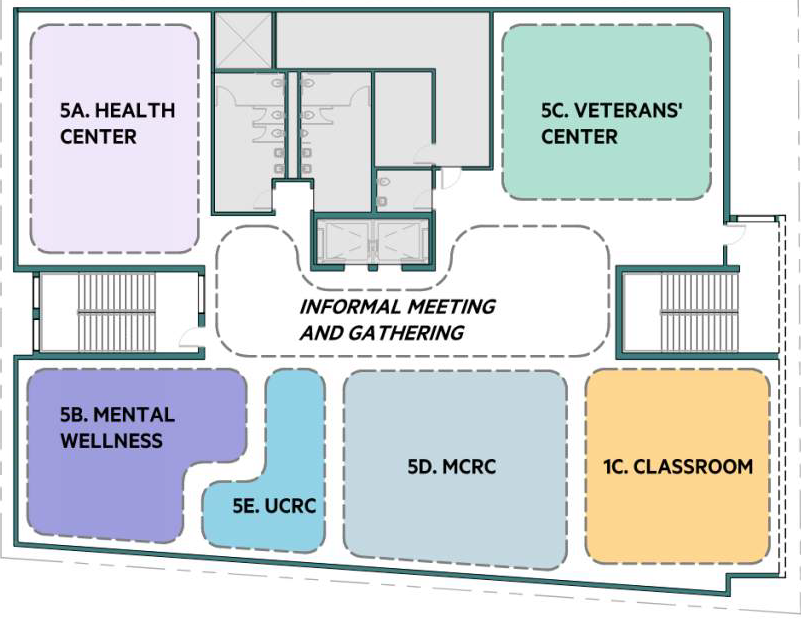 5A. HEALTH
CENTER
5C. VETERANS'
CENTER
INFORMAL MEETING
AND GATHERING
5B. MENTAL
WELLNESS
5E. UCRC
5D. MCRC
1C. CLASSROOM